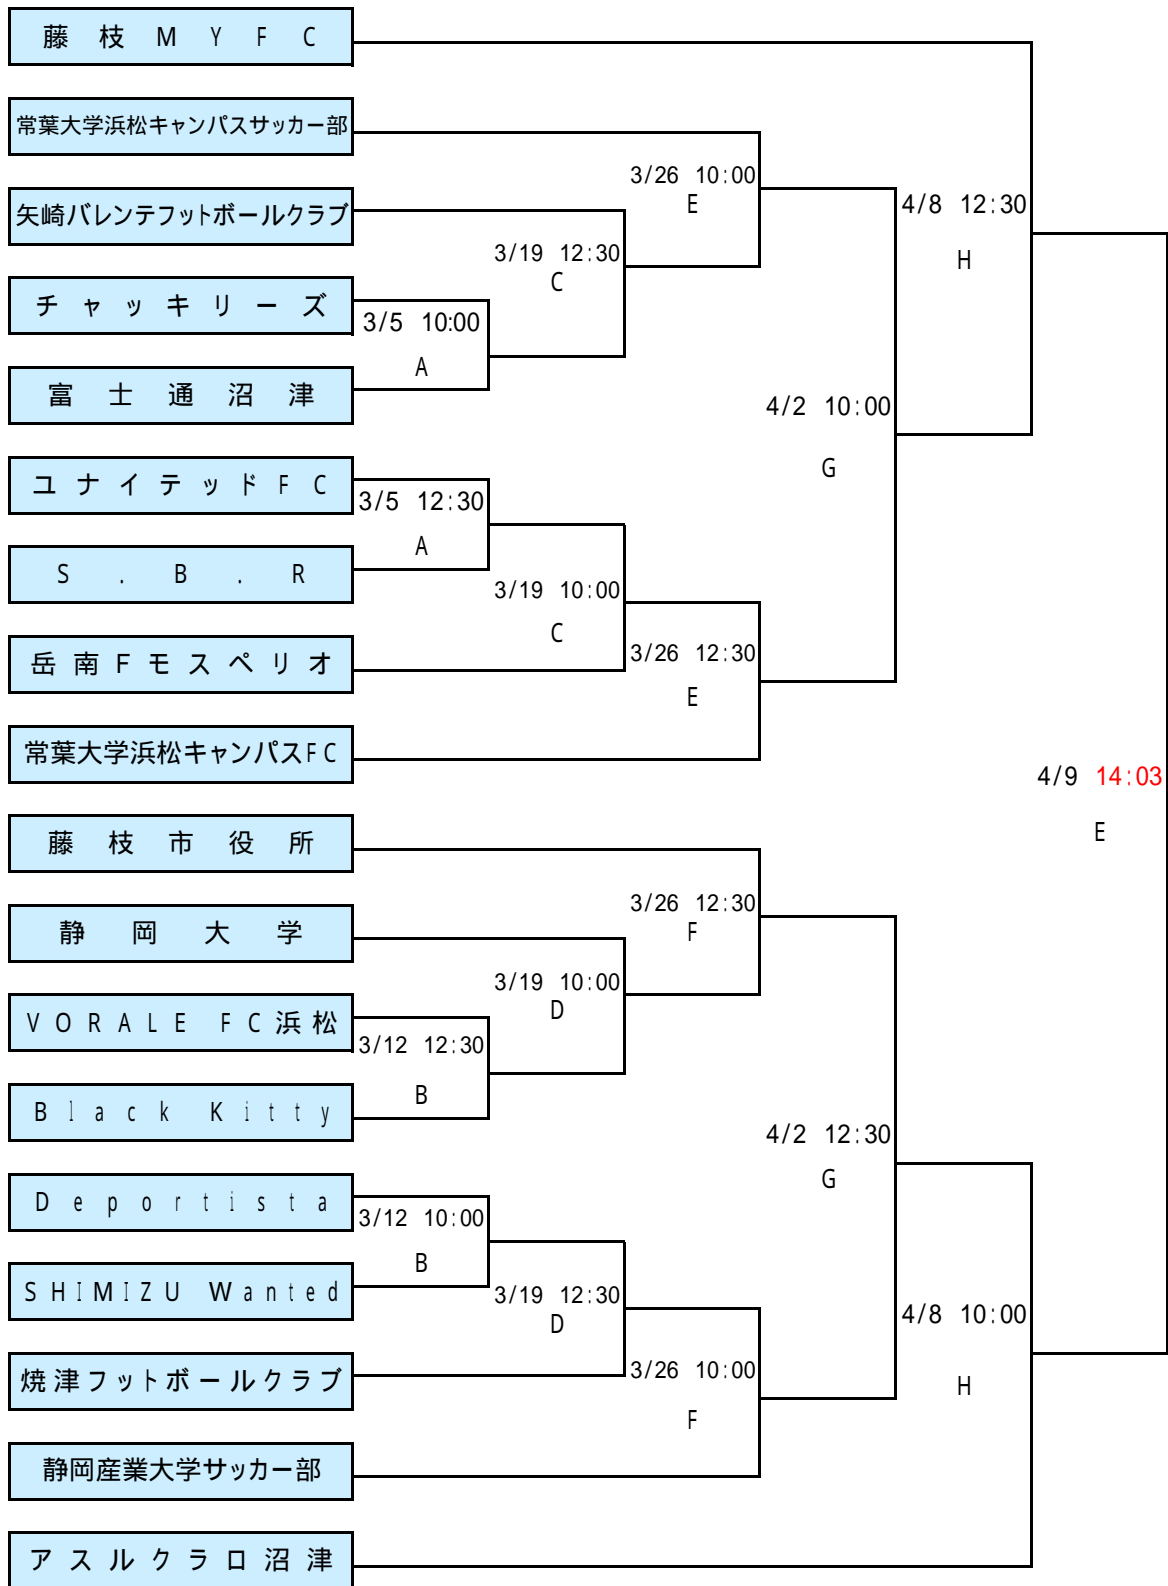 藤枝MYFC
常葉大学浜松キャンパスサッカー部
3/26 10:00
E
矢崎バレンテフットボールクラブ
4/8 12:30
H
3/19 12:30
C
チャッキリーズ
3/5 10:00
A
富士通沼津
4/2 10:00
G
ユナイテッドFC
3/5 12:30
A
S.B.R
3/19 10:00
C
岳南Fモスペリオ
3/26 12:30
E
常葉大学浜松キャンパスFC
4/9 14:03
E
藤枝市役所
3/26 12:30
F
静岡大学
3/19 10:00
D
VORALE FC浜松
3/12 12:30
B
Black Kitty
4/2 12:30
G
Deportista
3/12 10:00
B
SHIMIZU Wanted
3/19 12:30
D
4/8 10:00
H
焼津フットボールクラブ
3/26 10:00
F
静岡産業大学サッカー部
アスルクラロ沼津